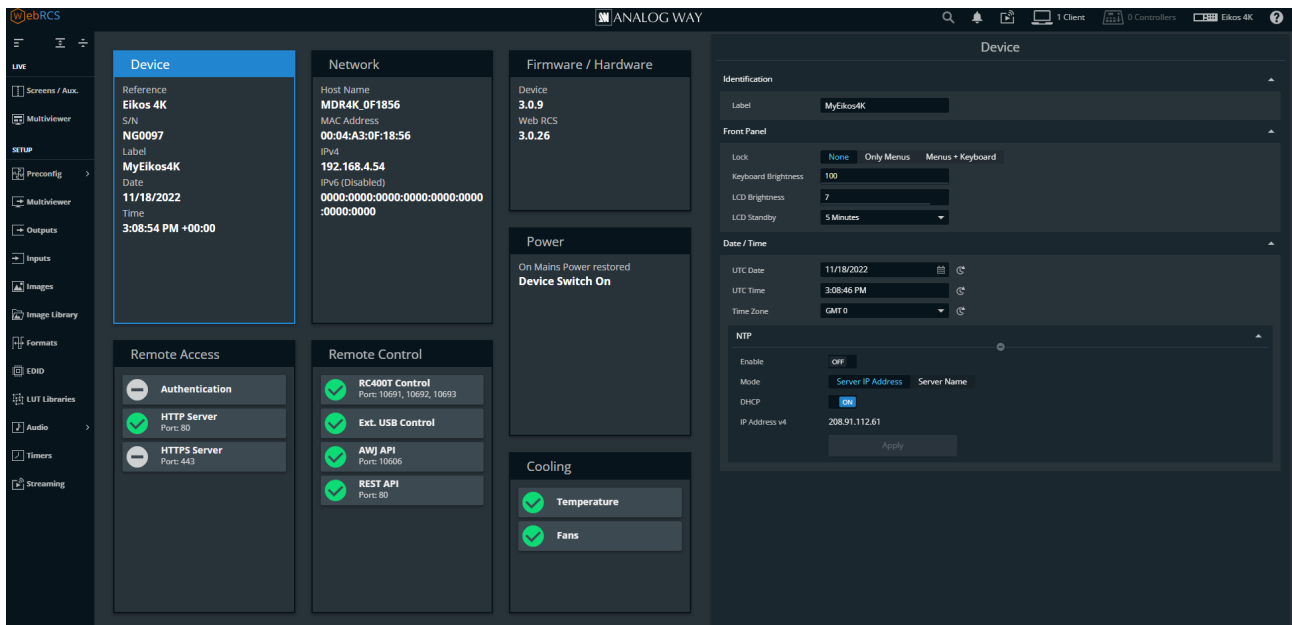 WebRCS
ANALOG WAY
1 Client
0 Controllers
Eikos 4K
LIVE
Screens / Aux.
Multiviewer
SETUP
Preconfig
Multiviewer
Outputs
Inputs
Images
Image Library
Formats
EDID
LUT Libraries
Audio
Timers
Streaming
Device
Reference
Eikos 4K
S/N
NG0097
Label
MyEikos4K
Date
11/18/2022
Time
3:08:54 PM +00:00
Network
Host Name
MDR4K_0F1856
MAC Address
00:04:A3:0F:18:56
IPv4
192.168.4.54
IPv6 (Disabled)
0000:0000:0000:0000:0000:0000
:0000:0000
Firmware / Hardware
Device
3.0.9
Web RCS
3.0.26
Power
On Mains Power restored
Device Switch On
Remote Access
Authentication
HTTP Server
Port: 80
HTTPS Server
Port: 443
Remote Control
RC400T Control
Port: 10691, 10692, 10693
Ext. USB Control
AWJ API
Port: 10606
REST API
Port: 80
Cooling
Temperature
Fans
Device
Identification
Label MyEikos4K
Front Panel
Lock None Only Menus Menus + Keyboard
Keyboard Brightness 100
LCD Brightness 7
LCD Standby 5 Minutes
Date / Time
UTC Date 11/18/2022
UTC Time 3:08:46 PM
Time Zone GMT 0
NTP
Enable OFF
Mode Server IP Address Server Name
DHCP ON
IP Address v4 208.91.112.61
Apply